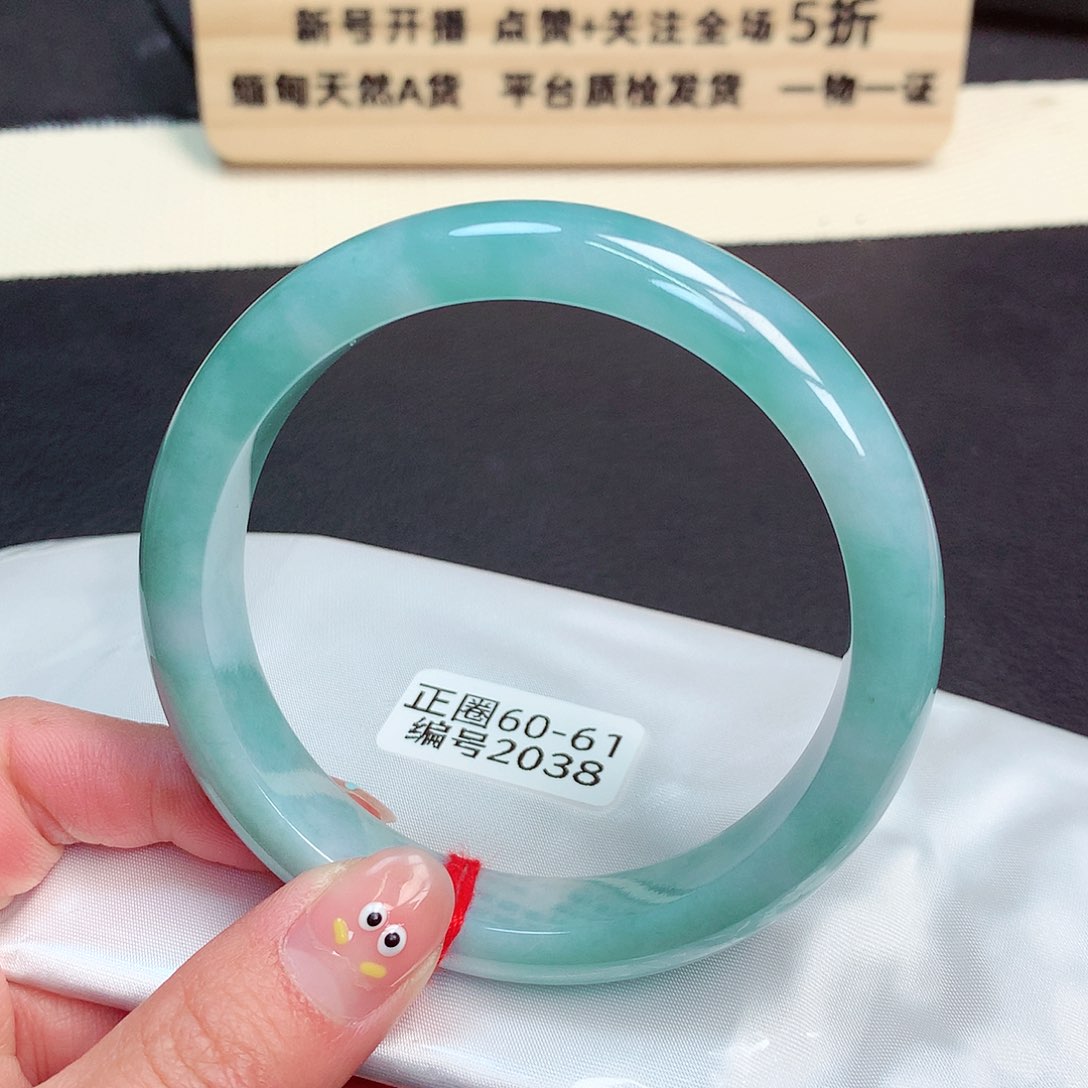 新号开播 点赞+关注全场5折
缅甸天然A货 平台质检发货 一物一证
正圈60-61
编号2038